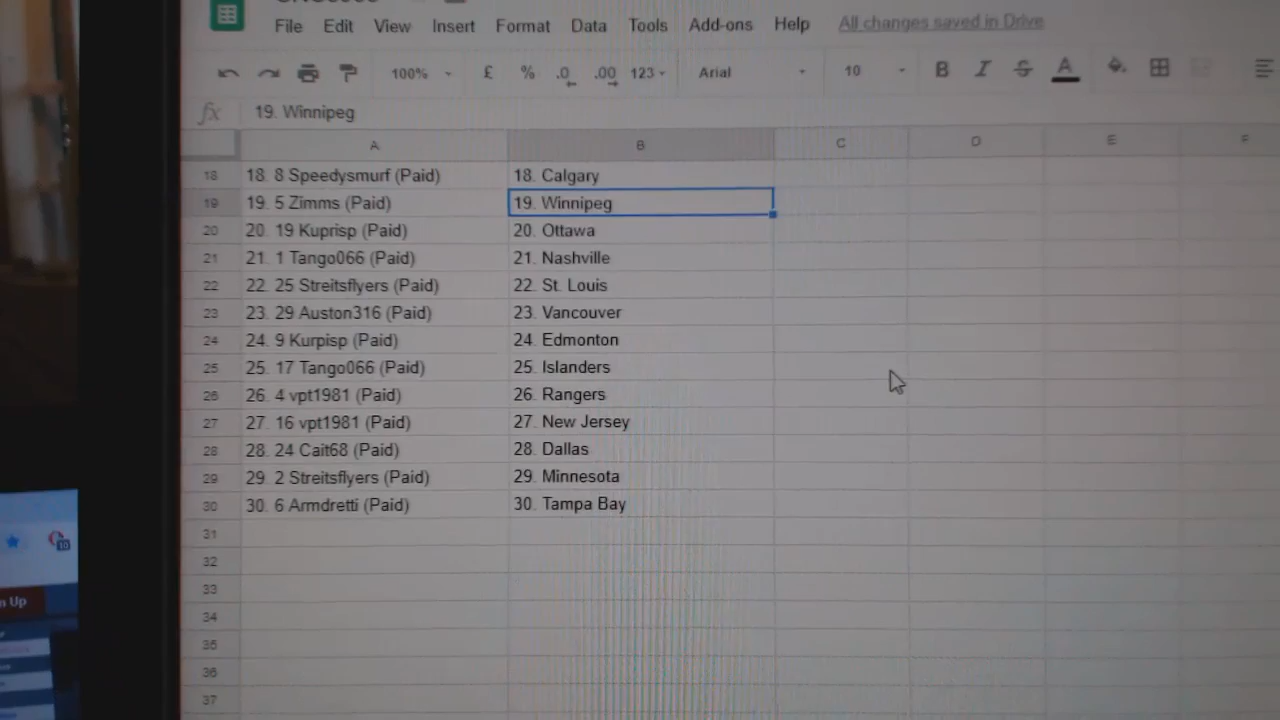 File Edit View Insert Format Data Tools Add-ons Help All changes saved in Drive
100% £ % .0 .00 123 Arial 10 B I S A
fx 19. Winnipeg
A B C D E F
18 18. 8 Speedysmurf (Paid) 18. Calgary
19 19. 5 Zimms (Paid) 19. Winnipeg
20 20. 19 Kuprisp (Paid) 20. Ottawa
21 21. 1 Tango066 (Paid) 21. Nashville
22 22. 25 Streitsflyers (Paid) 22. St. Louis
23 23. 29 Auston316 (Paid) 23. Vancouver
24 24. 9 Kurpisp (Paid) 24. Edmonton
25 25. 17 Tango066 (Paid) 25. Islanders
26 26. 4 vpt1981 (Paid) 26. Rangers
27 27. 16 vpt1981 (Paid) 27. New Jersey
28 28. 24 Cait68 (Paid) 28. Dallas
29 29. 2 Streitsflyers (Paid) 29. Minnesota
30 30. 6 Armdretti (Paid) 30. Tampa Bay
31
32
33
34
35
36
37
10
Up